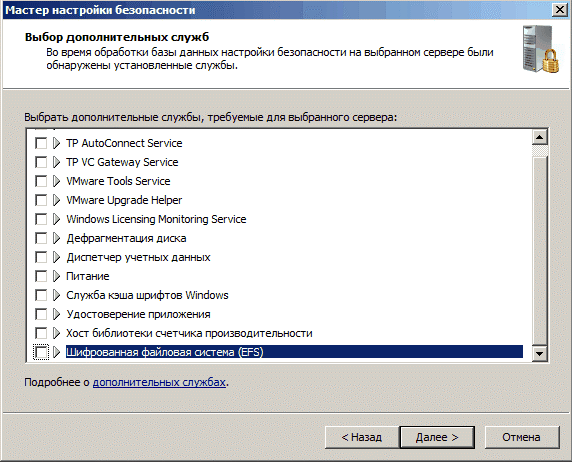 Мастер настройки безопасности
Выбор дополнительных служб
Во время обработки базы данных настройки безопасности на выбранном сервере были
обнаружены установленные службы.
Выбрать дополнительные службы, требуемые для выбранного сервера:
TP AutoConnect Service
TP VC Gateway Service
VMware Tools Service
VMware Upgrade Helper
Windows Licensing Monitoring Service
Дефрагментация диска
Диспетчер учетных данных
Питание
Служба кэша шрифтов Windows
Удостоверение приложения
Хост библиотеки счетчика производительности
Шифрованная файловая система (EFS)
Подробнее о дополнительных службах.
< Назад
Далее >
Отмена